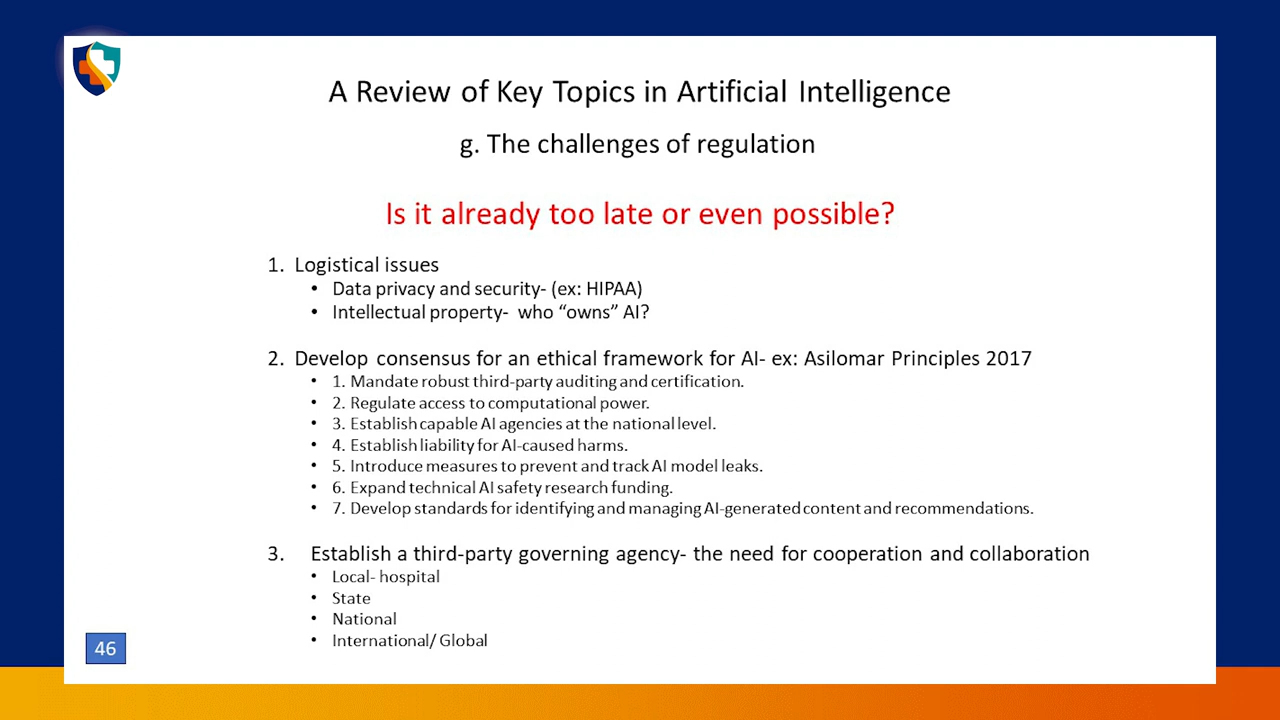 A Review of Key Topics in Artificial Intelligence
g. The challenges of regulation
Is it already too late or even possible?
1. Logistical issues
• Data privacy and security- (ex: HIPAA)
• Intellectual property- who “owns” AI?
2. Develop consensus for an ethical framework for AI- ex: Asilomar Principles 2017
• 1. Mandate robust third-party auditing and certification.
• 2. Regulate access to computational power.
• 3. Establish capable AI agencies at the national level.
• 4. Establish liability for AI-caused harms.
• 5. Introduce measures to prevent and track AI model leaks.
• 6. Expand technical AI safety research funding.
• 7. Develop standards for identifying and managing AI-generated content and recommendations.
3. Establish a third-party governing agency- the need for cooperation and collaboration
• Local- hospital
• State
• National
• International/ Global
46